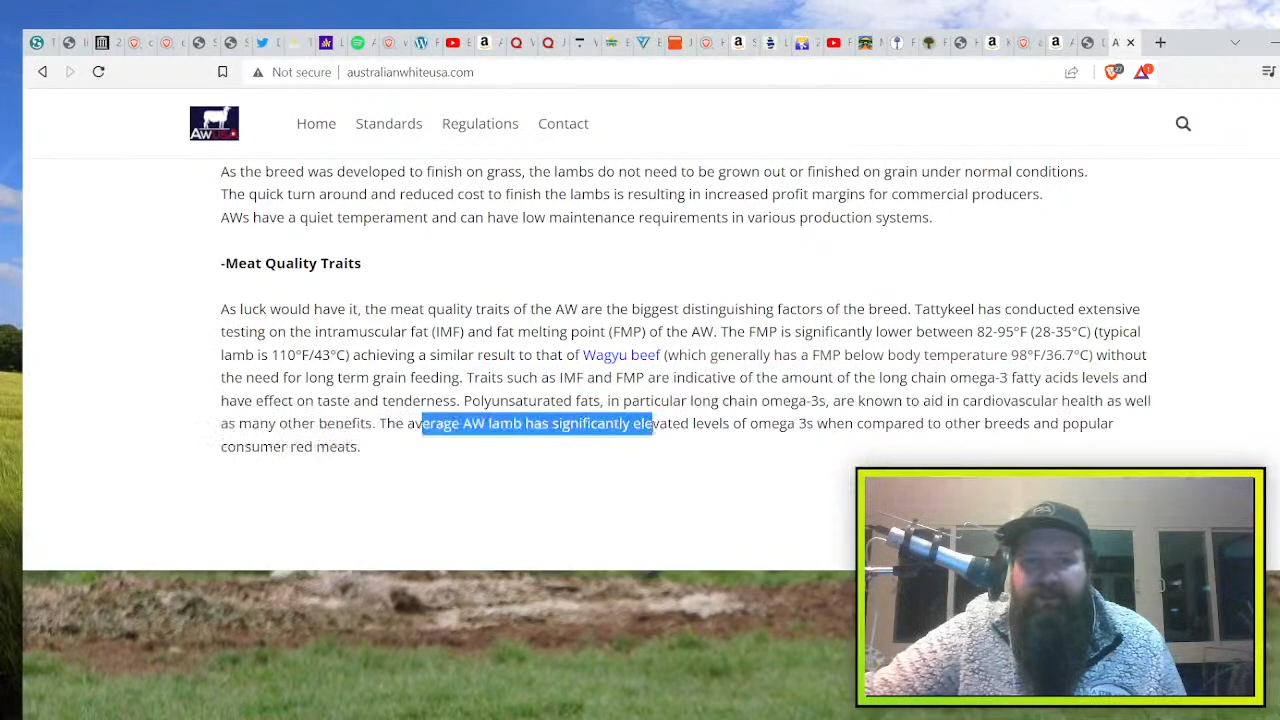 Not secure
australianwhiteusa.com
27
1
AWUSA
Home
Standards
Regulations
Contact
As the breed was developed to finish on grass, the lambs do not need to be grown out or finished on grain under normal conditions.
The quick turn around and reduced cost to finish the lambs is resulting in increased profit margins for commercial producers.
AWs have a quiet temperament and can have low maintenance requirements in various production systems.
-Meat Quality Traits
As luck would have it, the meat quality traits of the AW are the biggest distinguishing factors of the breed. Tattykeel has conducted extensive
testing on the intramuscular fat (IMF) and fat melting point (FMP) of the AW. The FMP is significantly lower between 82-95°F (28-35°C) (typical
lamb is 110°F/43°C) achieving a similar result to that of Wagyu beef (which generally has a FMP below body temperature 98°F/36.7°C) without
the need for long term grain feeding. Traits such as IMF and FMP are indicative of the amount of the long chain omega-3 fatty acids levels and
have effect on taste and tenderness. Polyunsaturated fats, in particular long chain omega-3s, are known to aid in cardiovascular health as well
as many other benefits. The average AW lamb has significantly elevated levels of omega 3s when compared to other breeds and popular
consumer red meats.